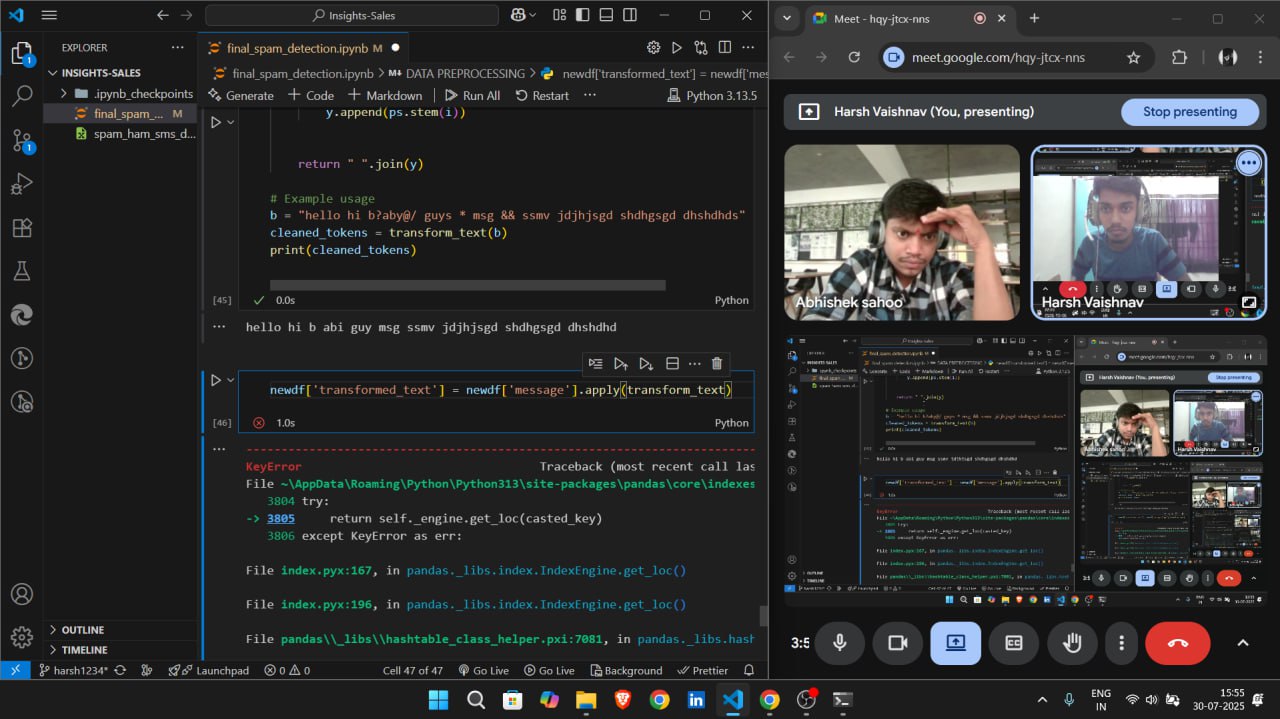 Insights-Sales
EXPLORER
INSIGHTS-SALES
.ipynb_checkpoints
final_spam_... M
spam_ham_sms_d...
OUTLINE
TIMELINE
final_spam_detection.ipynb M
final_spam_detection.ipynb > M↓ DATA PREPROCESSING > newdf['transformed_text'] = newdf['me
Generate + Code + Markdown Run All Restart ... Python 3.13.5
y.append(ps.stem(i))
return " ".join(y)
# Example usage
b = "hello hi b?aby@/ guys * msg && ssmv jdjhjsgd shdhgsgd dhshdhds"
cleaned_tokens = transform_text(b)
print(cleaned_tokens)
[45] 0.0s Python
hello hi b abi guy msg ssmv jdjhjsgd shdhgsgd dhshdhd
newdf['transformed_text'] = newdf['message'].apply(transform_text)
[46] 1.0s Python
KeyError Traceback (most recent call las
File ~\AppData\Roaming\Python\Python313\site-packages\pandas\core\indexes
3804 try:
-> 3805 return self._engine.get_loc(casted_key)
3806 except KeyError as err:
File index.pyx:167, in pandas._libs.index.IndexEngine.get_loc()
File index.pyx:196, in pandas._libs.index.IndexEngine.get_loc()
File pandas\\_libs\\hashtable_class_helper.pxi:7081, in pandas._libs.hash
harsh1234* Launchpad 0 0 Cell 47 of 47 Go Live Go Live Background Prettier
Meet - hqy-jtcx-nns
meet.google.com/hqy-jtcx-nns
Harsh Vaishnav (You, presenting)
Stop presenting
Abhishek sahoo
Harsh Vaishnav
3:5
ENG
IN
15:55
30-07-2025